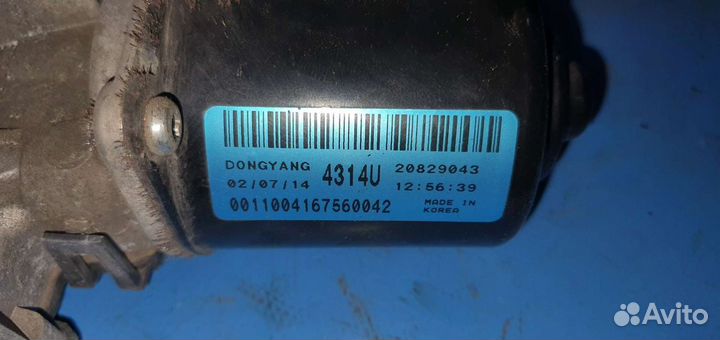 DONGYANG 4314U 20829043
02/07/14 12:56:39
0011004167560042 MADE IN KOREA
Avito